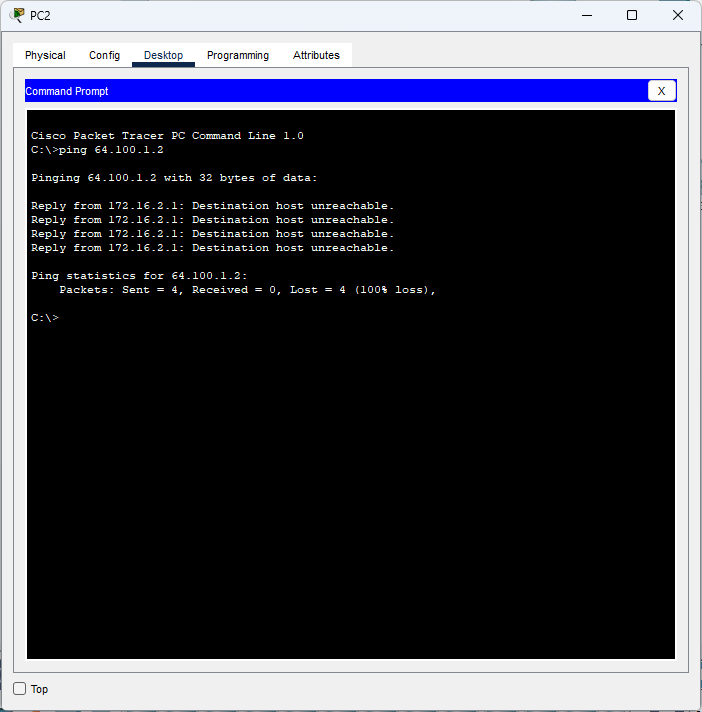 PC2
Physical Config Desktop Programming Attributes
Command Prompt X
Cisco Packet Tracer PC Command Line 1.0
C:\>ping 64.100.1.2
Pinging 64.100.1.2 with 32 bytes of data:
Reply from 172.16.2.1: Destination host unreachable.
Reply from 172.16.2.1: Destination host unreachable.
Reply from 172.16.2.1: Destination host unreachable.
Reply from 172.16.2.1: Destination host unreachable.
Ping statistics for 64.100.1.2:
Packets: Sent = 4, Received = 0, Lost = 4 (100% loss),
C:\>
Top